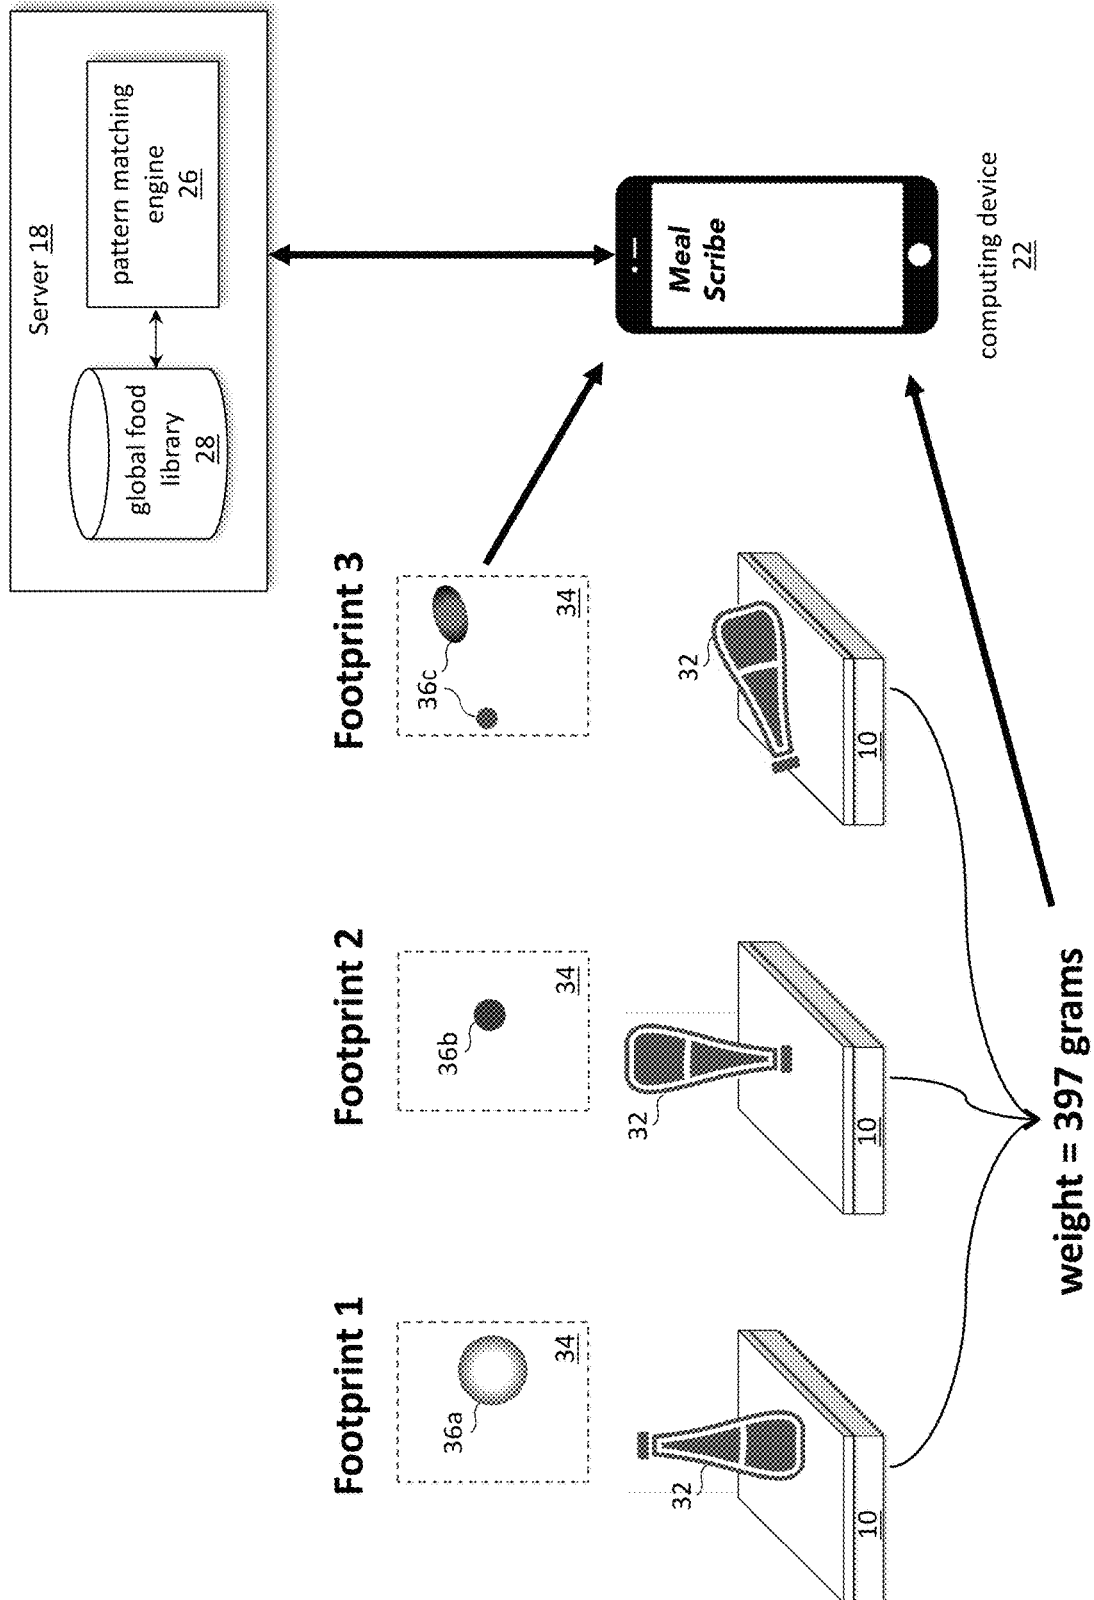 Footprint 1
Footprint 2
Footprint 3
36a
34
36b
34
36c
34
32
10
32
10
32
10
weight = 397 grams
Server 18
global food
library
28
pattern matching
engine
26
Meal
Scribe
computing device
22